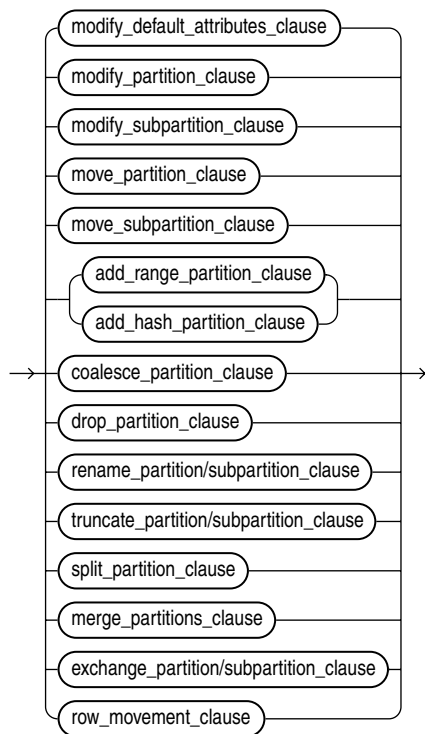 modify_default_attributes_clause
modify_partition_clause
modify_subpartition_clause
move_partition_clause
move_subpartition_clause
add_range_partition_clause
add_hash_partition_clause
coalesce_partition_clause
drop_partition_clause
rename_partition/subpartition_clause
truncate_partition/subpartition_clause
split_partition_clause
merge_partitions_clause
exchange_partition/subpartition_clause
row_movement_clause